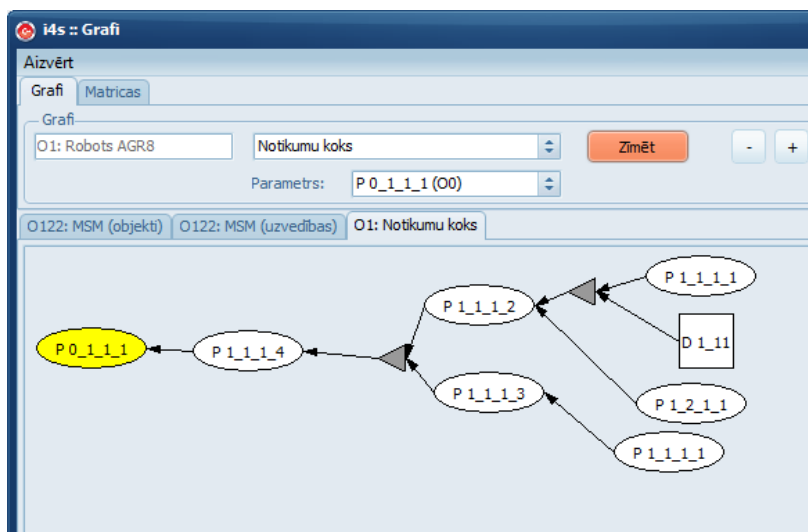 i4s :: Grafi
Aizvērt
Grafi Matricas
Grafi
O1: Robots AGR8 Notikumu koks Zīmēt - +
Parametrs: P 0_1_1_1 (O0)
O122: MSM (objekti) O122: MSM (uzvedības) O1: Notikumu koks
P 1_1_1_1
P 1_1_1_2
D 1_11
P 0_1_1_1 P 1_1_1_4
P 1_1_1_3
P 1_2_1_1
P 1_1_1_1